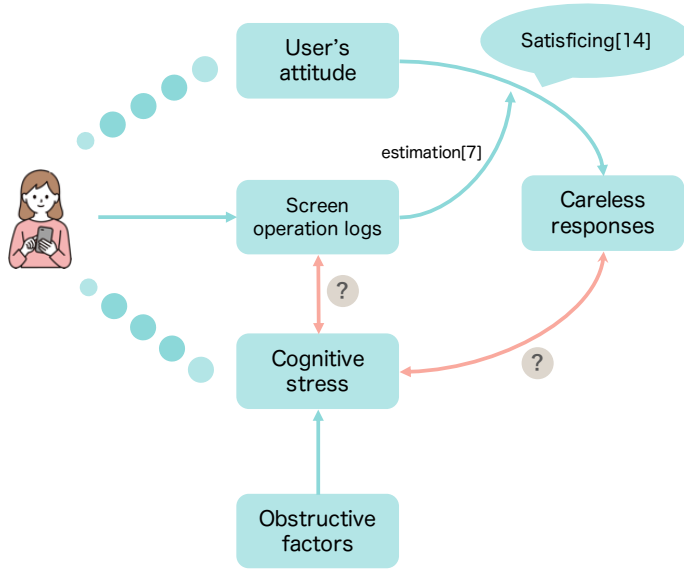 User's
attitude
Satisficing[14]
estimation[7]
Screen
operation logs
Careless
responses
?
Cognitive
stress
?
Obstructive
factors